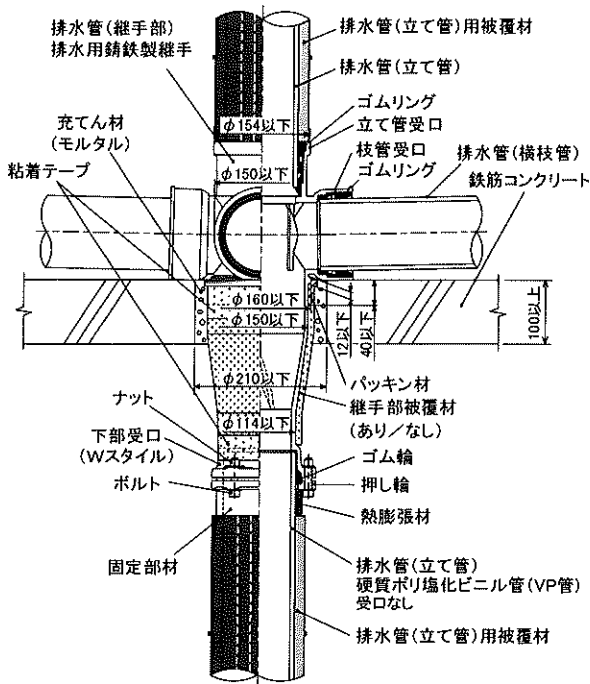 排水管(継手部)
排水用鋳鉄製継手
排水管(立て管)用被覆材
排水管(立て管)
ゴムリング
立て管受口
枝管受口
ゴムリング
排水管(横枝管)
鉄筋コンクリート
充てん材
(モルタル)
粘着テープ
φ154以下
φ150以下
φ160以下
φ150以下
12以下
40以下
100以上
φ210以下
パッキン材
継手部被覆材
(あり/なし)
φ114以下
ナット
下部受口
(Wスタイル)
ボルト
ゴム輪
押し輪
熱膨張材
固定部材
排水管(立て管)
硬質ポリ塩化ビニル管(VP管)
受口なし
排水管(立て管)用被覆材